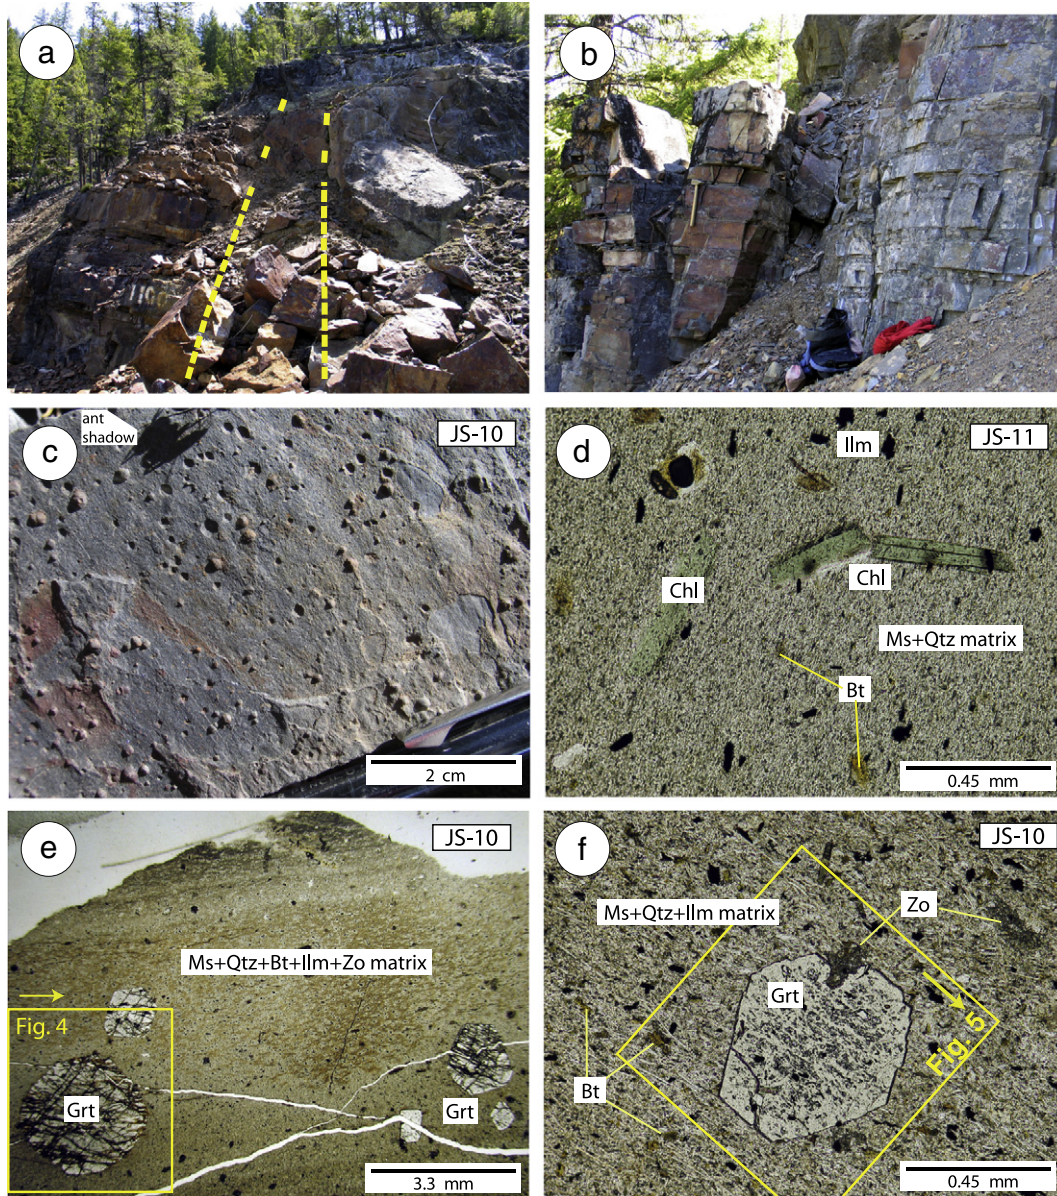 a
b
c
ant
shadow
JS-10
2 cm
d
Ilm
JS-11
Chl
Chl
Ms+Qtz matrix
Bt
0.45 mm
e
JS-10
Ms+Qtz+Bt+Ilm+Zo matrix
Fig. 4
Grt
Grt
3.3 mm
f
JS-10
Ms+Qtz+Ilm matrix
Zo
Grt
Fig. 5
Bt
0.45 mm